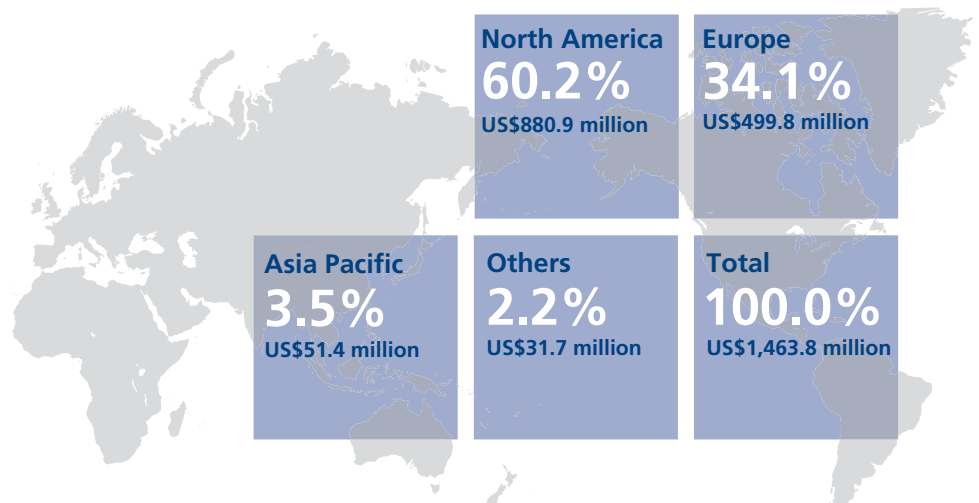 North America
60.2%
US$880.9 million
Europe
34.1%
US$499.8 million
Asia Pacific
3.5%
US$51.4 million
Others
2.2%
US$31.7 million
Total
100.0%
US$1,463.8 million